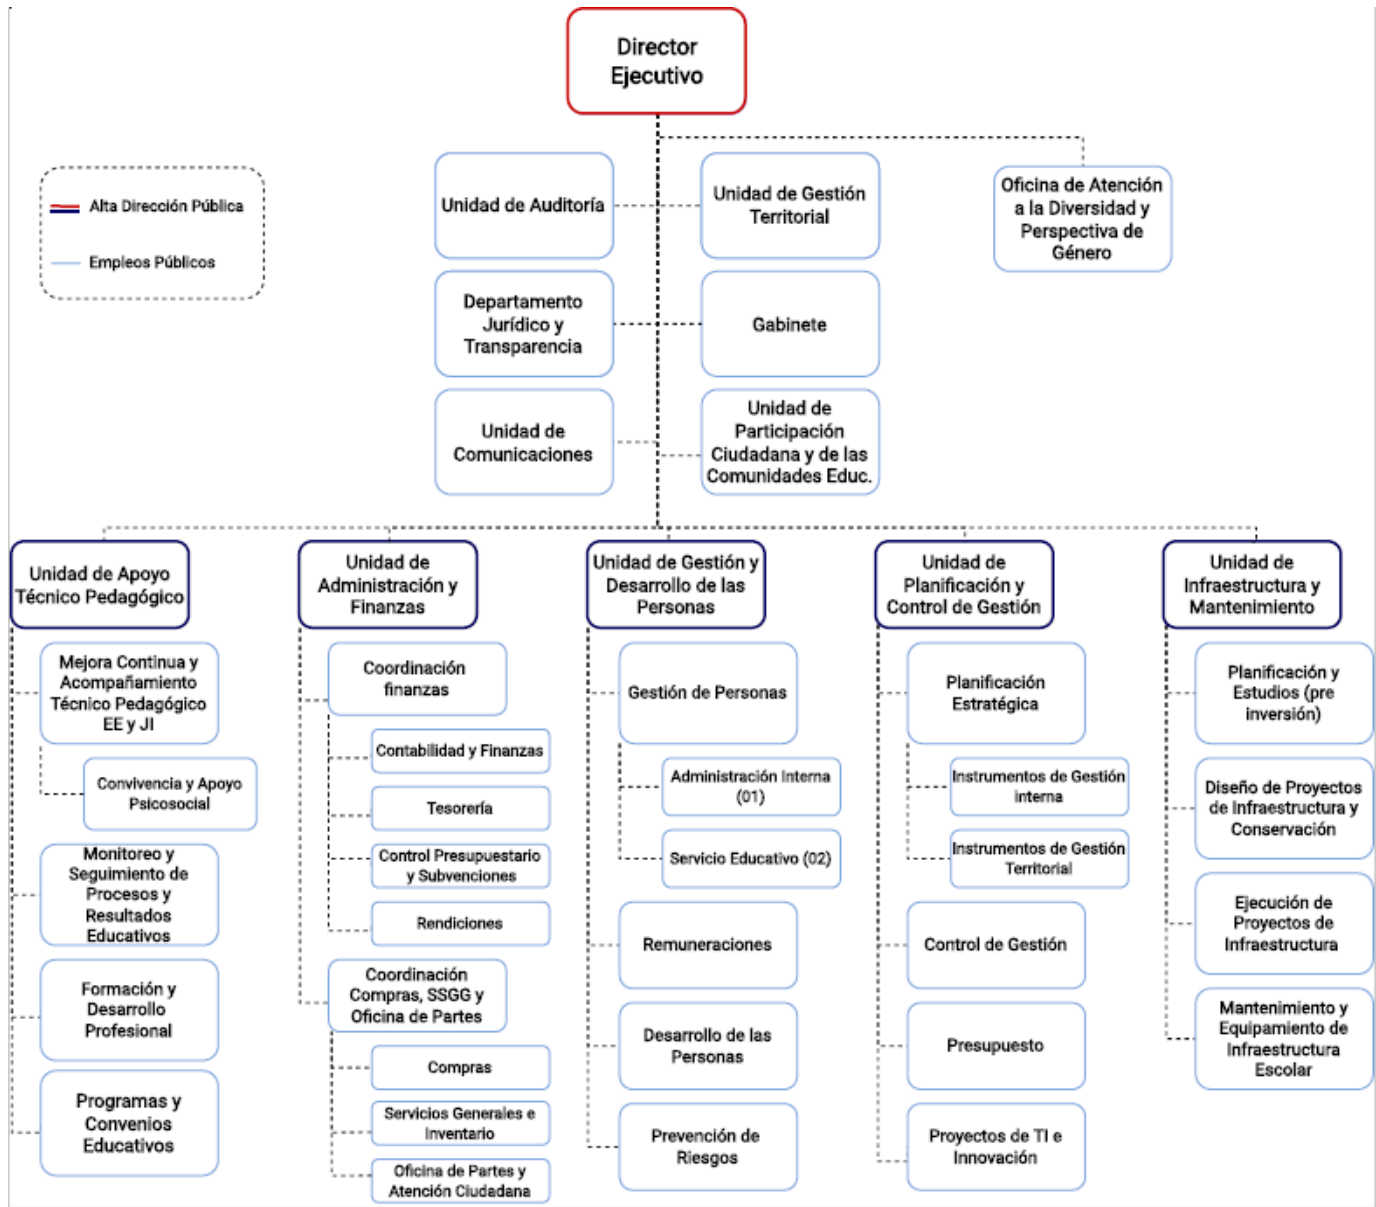 Director
Ejecutivo
Alta Dirección Pública
Empleos Públicos
Unidad de Auditoría
Unidad de Gestión
Territorial
Oficina de Atención
a la Diversidad y
Perspectiva de
Género
Departamento
Jurídico y
Transparencia
Gabinete
Unidad de
Comunicaciones
Unidad de
Participación
Ciudadana y de las
Comunidades Educ.
Unidad de Apoyo
Técnico Pedagógico
Mejora Continua y
Acompañamiento
Técnico Pedagógico
EE y JI
Convivencia y Apoyo
Psicosocial
Monitoreo y
Seguimiento de
Procesos y
Resultados
Educativos
Formación y
Desarrollo
Profesional
Programas y
Convenios
Educativos
Unidad de
Administración y
Finanzas
Coordinación
finanzas
Contabilidad y Finanzas
Tesorería
Control Presupuestario
y Subvenciones
Rendiciones
Coordinación
Compras, SSGG y
Oficina de Partes
Compras
Servicios Generales e
Inventario
Oficina de Partes y
Atención Ciudadana
Unidad de Gestión y
Desarrollo de las
Personas
Gestión de Personas
Administración Interna
(01)
Servicio Educativo (02)
Remuneraciones
Desarrollo de las
Personas
Prevención de
Riesgos
Unidad de
Planificación y
Control de Gestión
Planificación
Estratégica
Instrumentos de Gestión
interna
Instrumentos de Gestión
Territorial
Control de Gestión
Presupuesto
Proyectos de TI e
Innovación
Unidad de
Infraestructura y
Mantenimiento
Planificación y
Estudios (pre
inversión)
Diseño de Proyectos
de Infraestructura y
Conservación
Ejecución de
Proyectos de
Infraestructura
Mantenimiento y
Equipamiento de
Infraestructura
Escolar